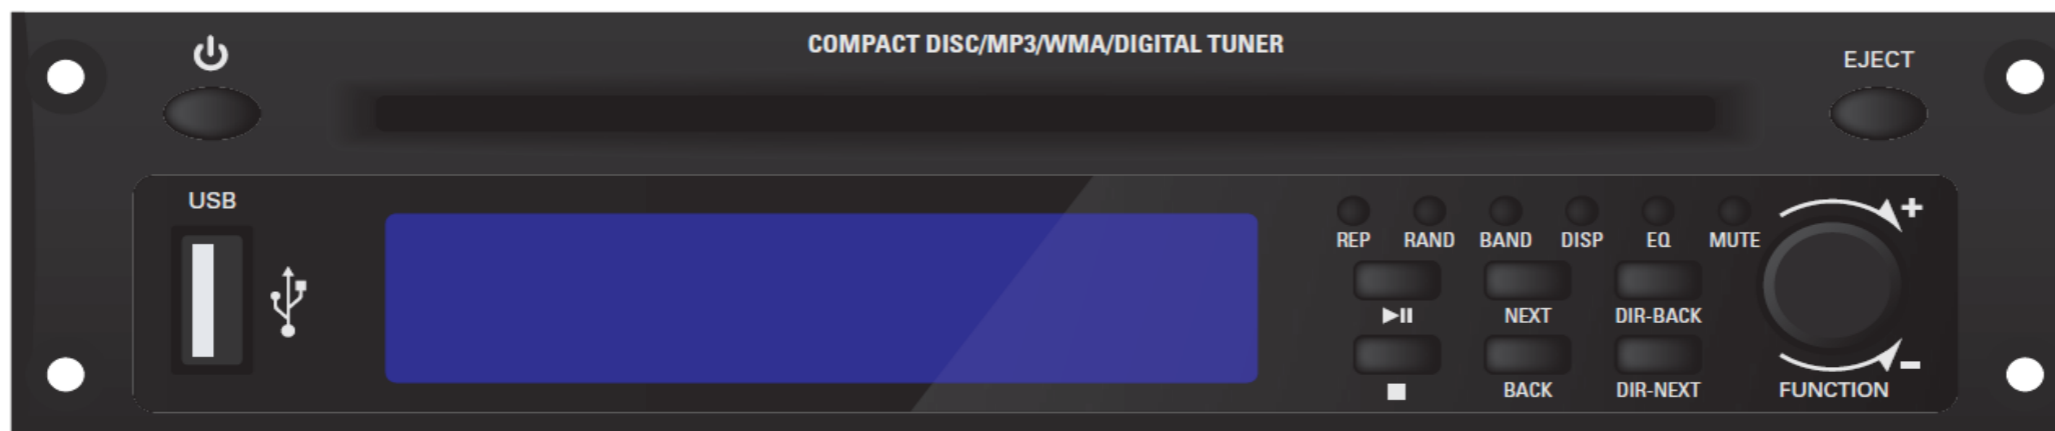 COMPACT DISC/MP3/WMA/DIGITAL TUNER
EJECT
USB
REP RAND BAND DISP EQ MUTE
+
NEXT DIR-BACK
-
BACK DIR-NEXT FUNCTION